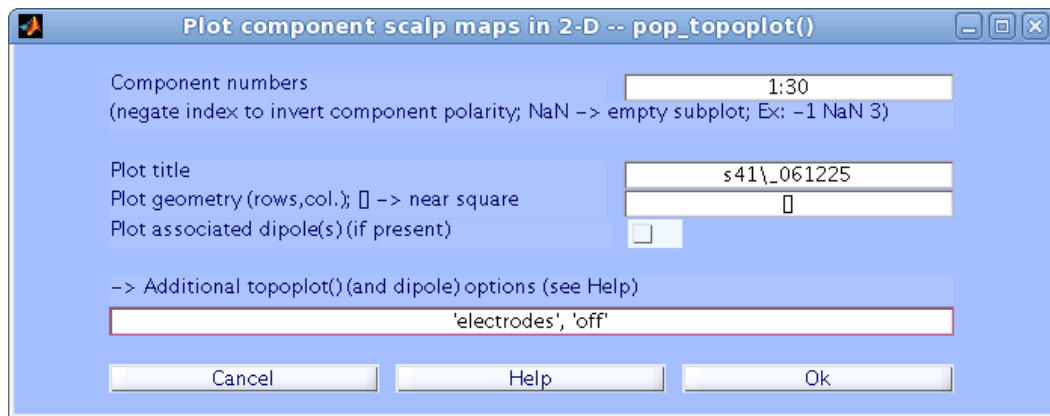 Plot component scalp maps in 2-D -- pop_topoplot()
Component numbers 1:30
(negate index to invert component polarity; NaN -> empty subplot; Ex: -1 NaN 3)
Plot title s41\_061225
Plot geometry (rows,col.); [] -> near square []
Plot associated dipole(s) (if present)
-> Additional topoplot() (and dipole) options (see Help)
'electrodes', 'off'
Cancel Help Ok